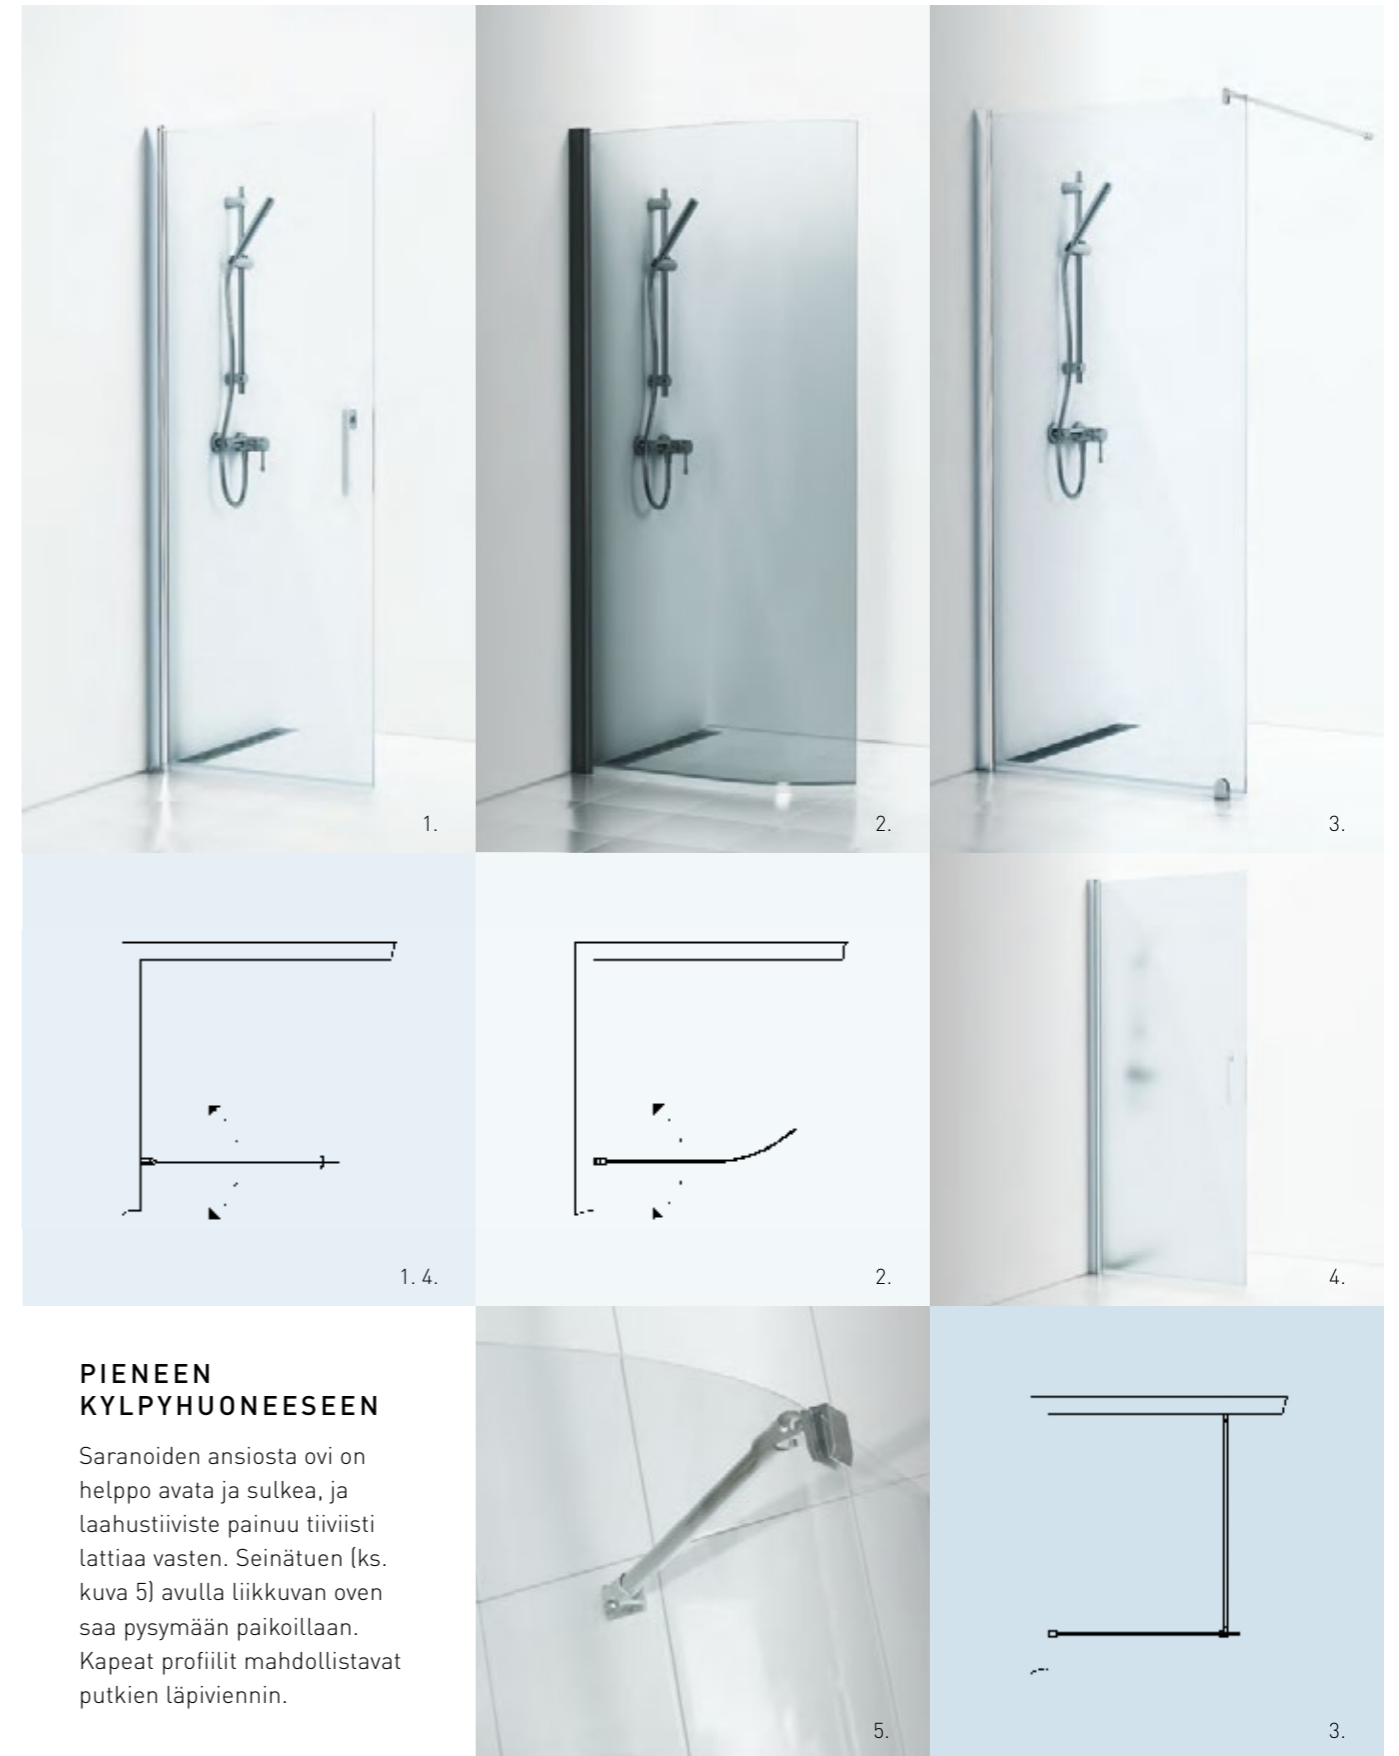 1.
2.
3.
1. 4.
2.
4.
PIENEEN
KYLPYHUONEESEEN
Saranoiden ansiosta ovi on
helppo avata ja sulkea, ja
laahustiiviste painuu tiiviisti
lattiaa vasten. Seinätuen (ks.
kuva 5) avulla liikkuvan oven
saa pysymään paikoillaan.
Kapeat profiilit mahdollistavat
putkien läpiviennin.
5.
3.